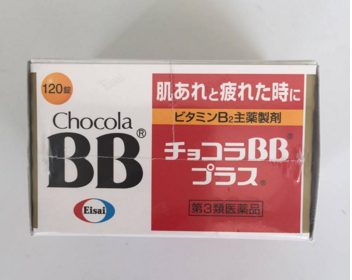 120錠
Chocola
BB®
Eisai
肌あれと疲れた時に
ビタミンB₂主薬製剤
チョコラBB®
プラス®
第3類医薬品